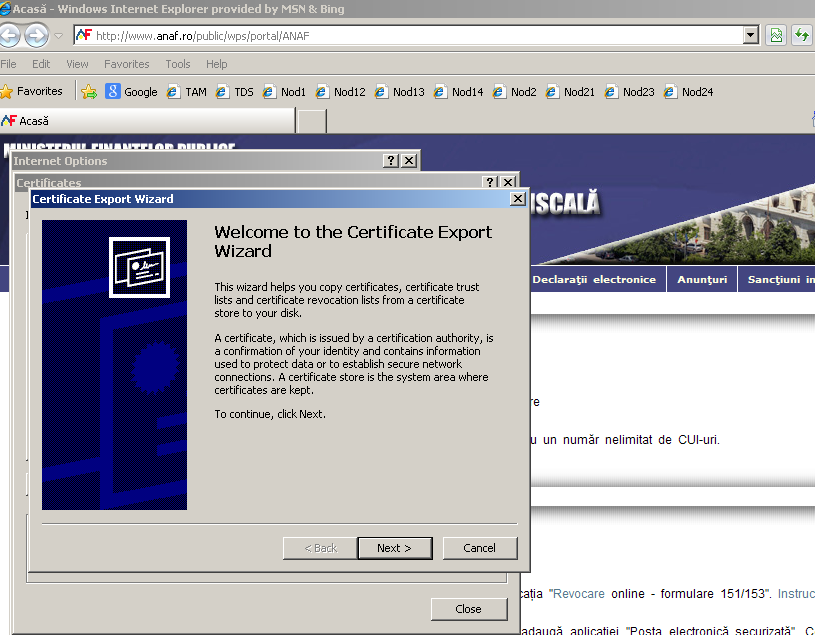 Acasă - Windows Internet Explorer provided by MSN & Bing
http://www.anaf.ro/public/wps/portal/ANAF
File Edit View Favorites Tools Help
Favorites Google TAM TDS Nod1 Nod12 Nod13 Nod14 Nod2 Nod21 Nod23 Nod24
Acasă
MINISTERUL FINANŢELOR PUBLICE
Internet Options
Certificates
Certificate Export Wizard
ISCALĂ
Welcome to the Certificate Export
Wizard
Declaraţii electronice Anunţuri Sancţiuni in
This wizard helps you copy certificates, certificate trust
lists and certificate revocation lists from a certificate
store to your disk.
A certificate, which is issued by a certification authority, is
a confirmation of your identity and contains information
used to protect data or to establish secure network
connections. A certificate store is the system area where
certificates are kept.
re
To continue, click Next.
u un număr nelimitat de CUI-uri.
< Back Next > Cancel
caţia "Revocare online - formulare 151/153". Instruc
Close
adaugă aplicaţiei "Posta electronică securizată". C